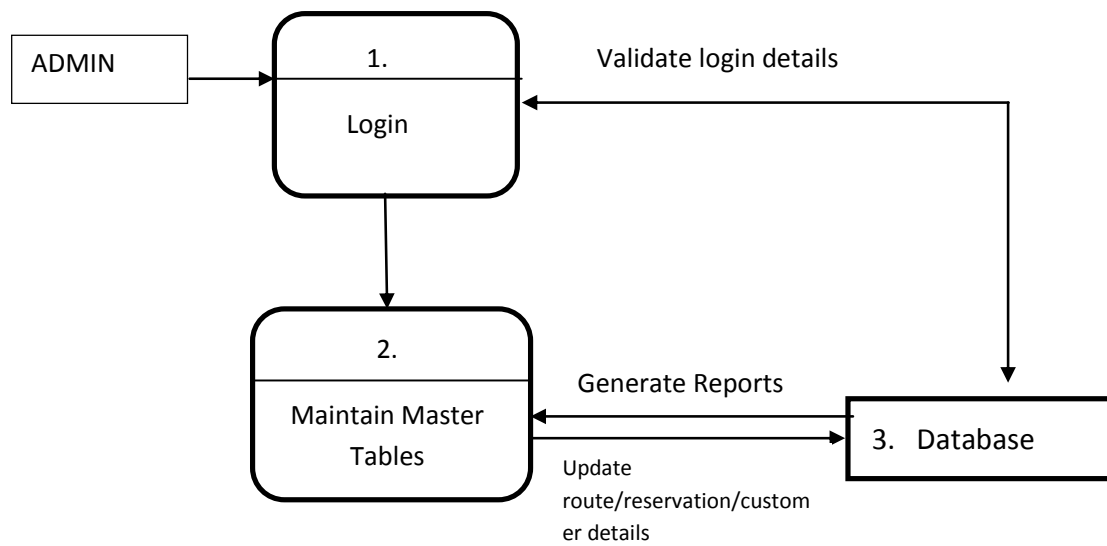 ADMIN
1.
Login
Validate login details
2.
Maintain Master
Tables
Generate Reports
3. Database
Update
route/reservation/custom
er details